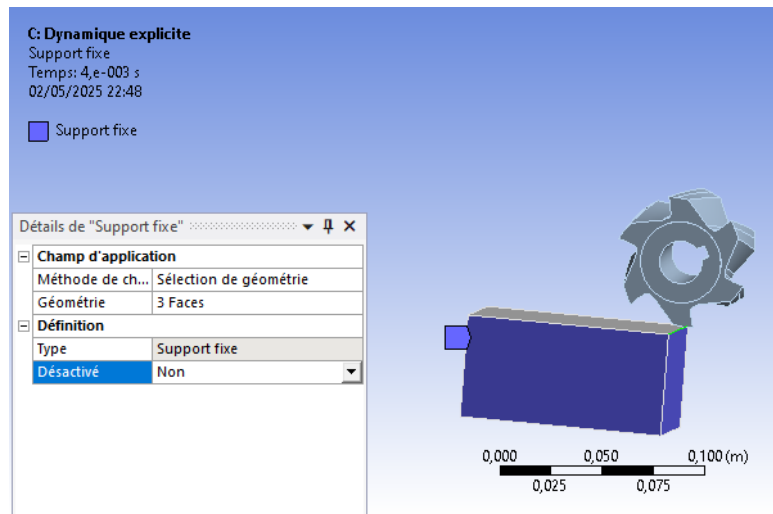 C: Dynamique explicite
Support fixe
Temps: 4,e-003 s
02/05/2025 22:48
Support fixe
Détails de "Support fixe"
Champ d'application
Méthode de ch... Sélection de géométrie
Géométrie 3 Faces
Définition
Type Support fixe
Désactivé Non
0,000 0,050 0,100 (m)
0,025 0,075